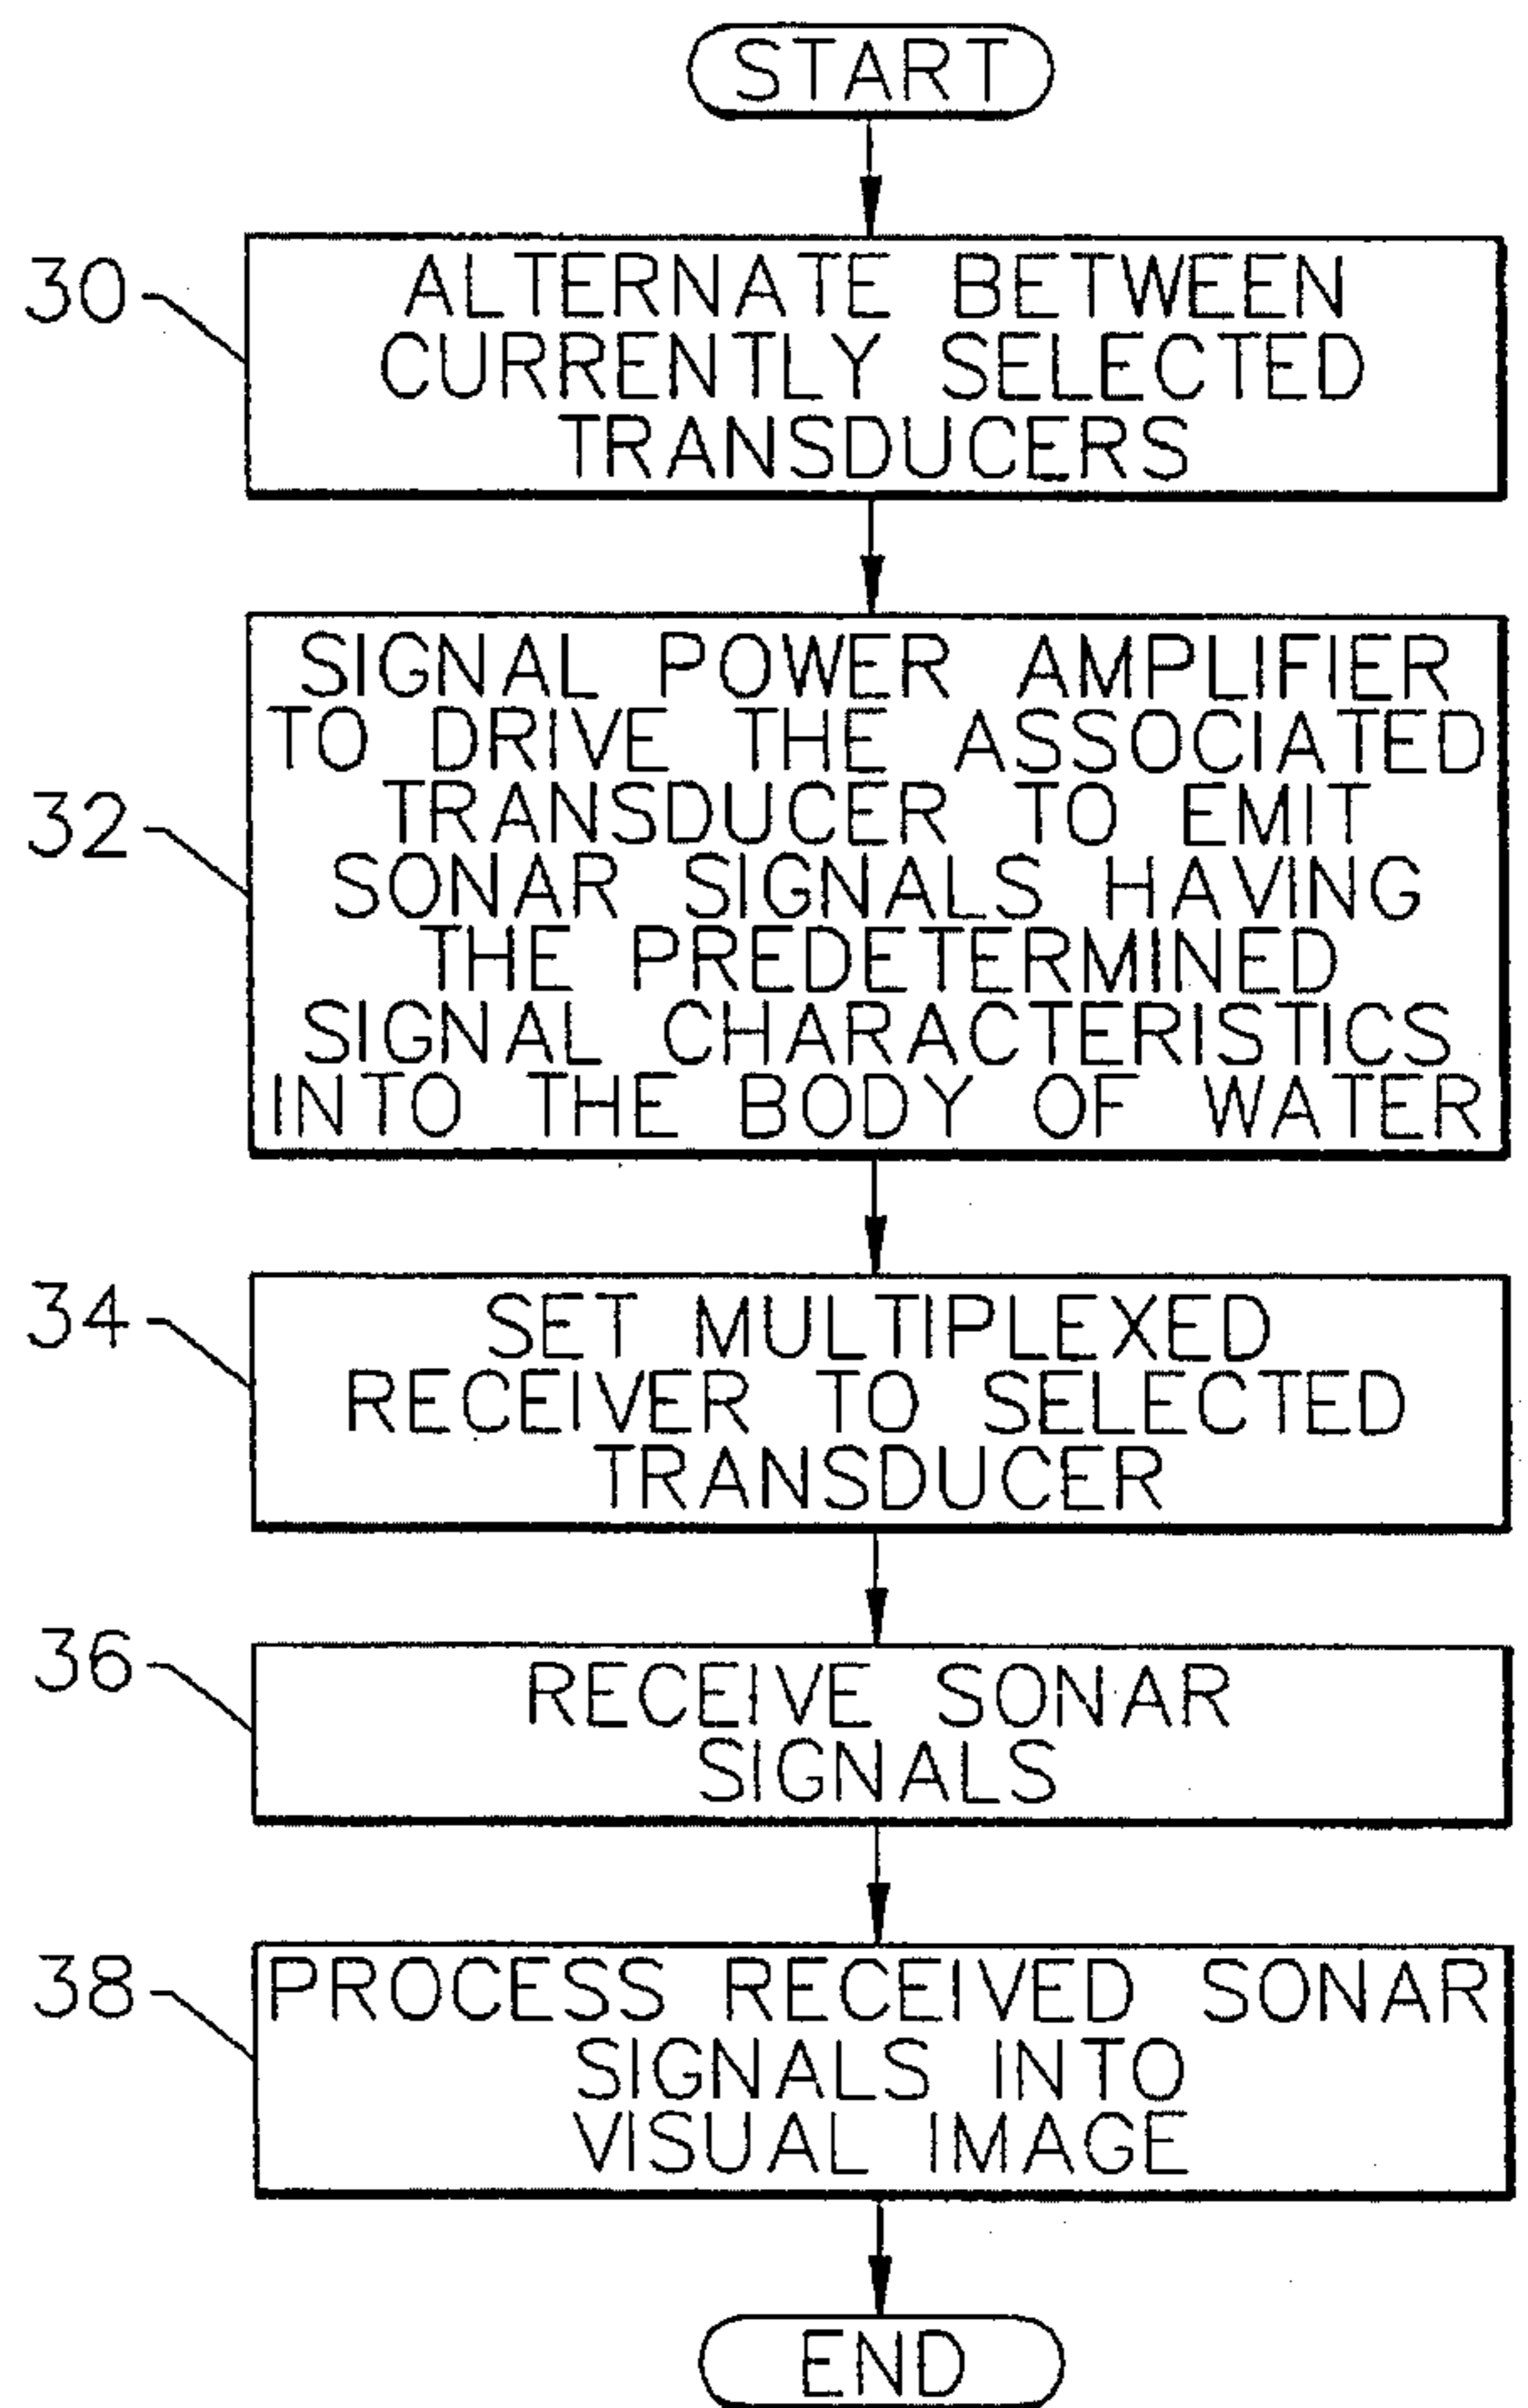 START
30
ALTERNATE BETWEEN
CURRENTLY SELECTED
TRANSDUCERS
32
SIGNAL POWER AMPLIFIER
TO DRIVE THE ASSOCIATED
TRANSDUCER TO EMIT
SONAR SIGNALS HAVING
THE PREDETERMINED
SIGNAL CHARACTERISTICS
INTO THE BODY OF WATER
34
SET MULTIPLEXED
RECEIVER TO SELECTED
TRANSDUCER
36
RECEIVE SONAR
SIGNALS
38
PROCESS RECEIVED SONAR
SIGNALS INTO
VISUAL IMAGE
END